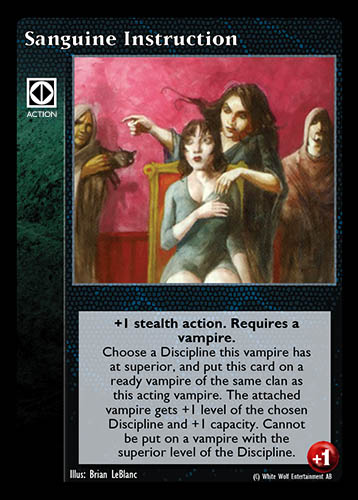 Sanguine Instruction
ACTION
+1 stealth action. Requires a
vampire.
Choose a Discipline this vampire has
at superior, and put this card on a
ready vampire of the same clan as
this acting vampire. The attached
vampire gets +1 level of the chosen
Discipline and +1 capacity. Cannot
be put on a vampire with the
superior level of the Discipline.
+1
Illus: Brian LeBlanc
(C) White Wolf Entertainment AB